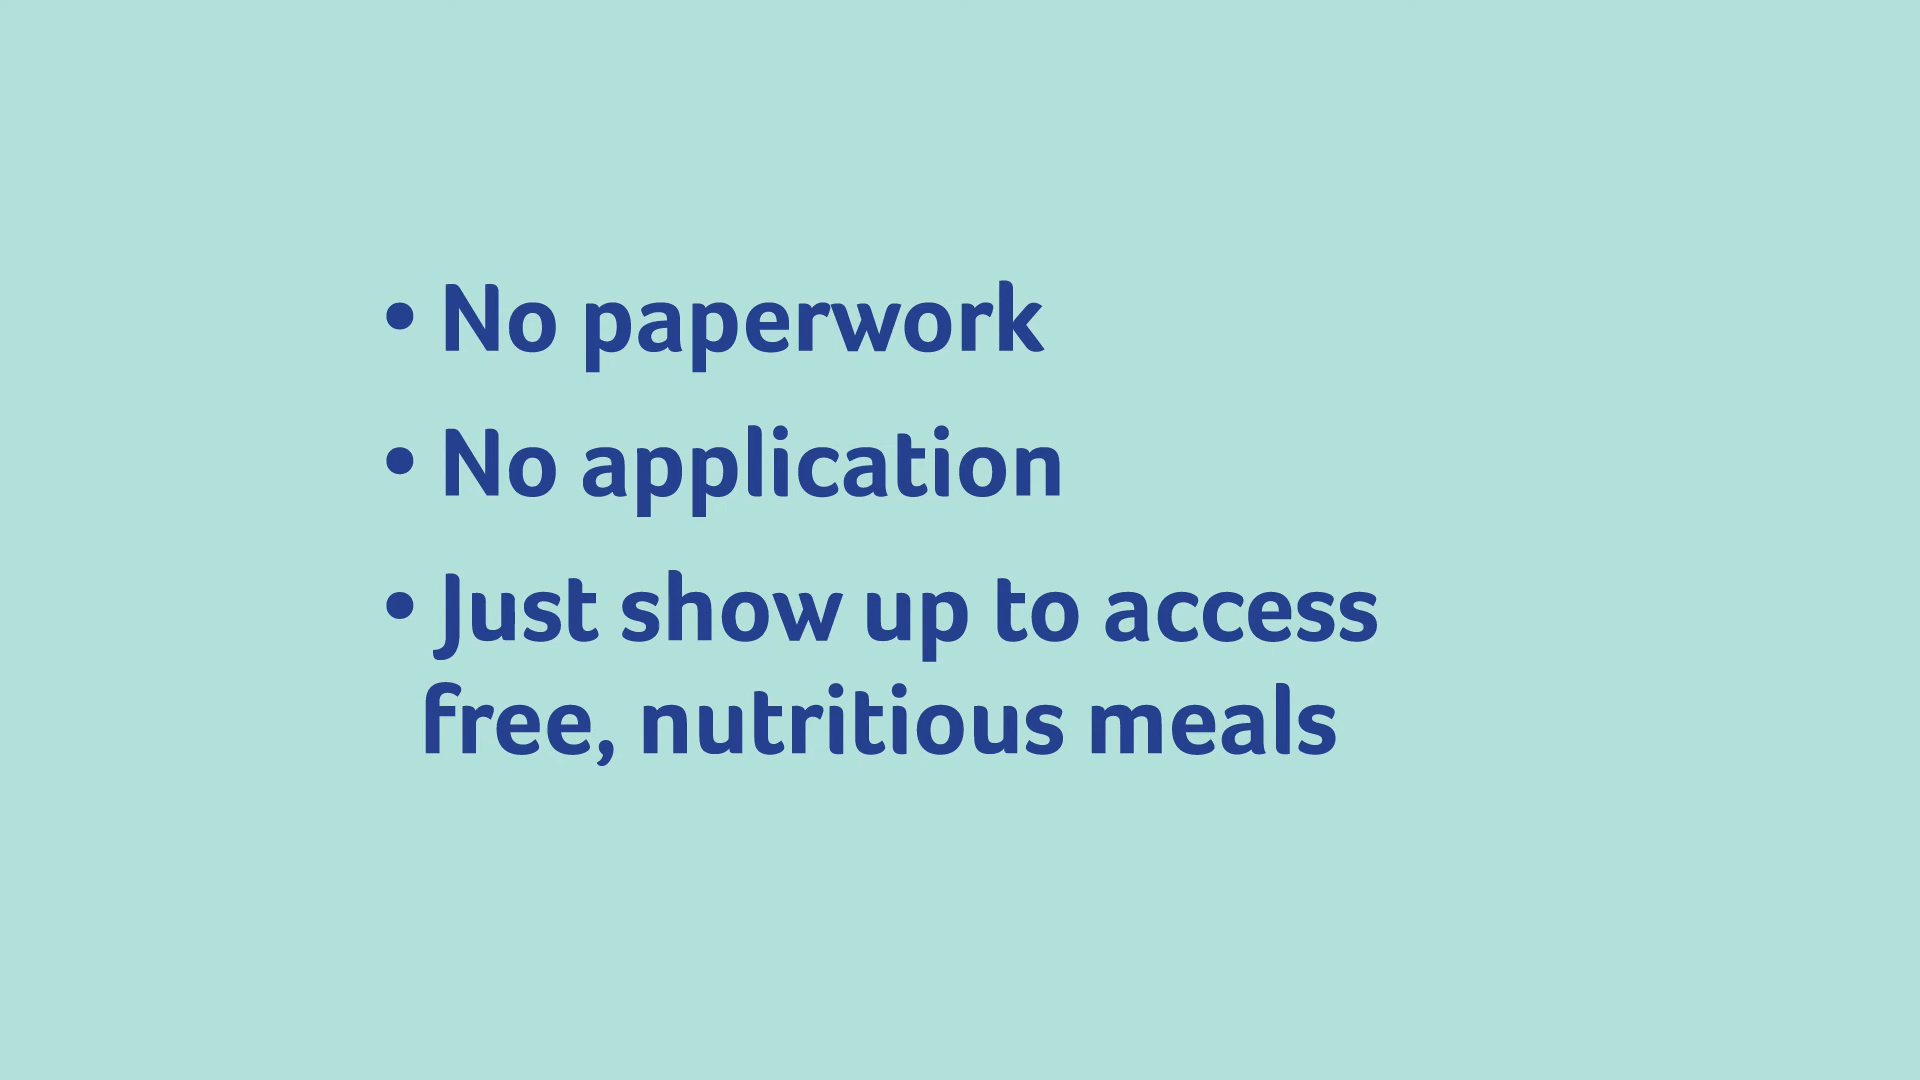 • No paperwork
• No application
• Just show up to access
free, nutritious meals